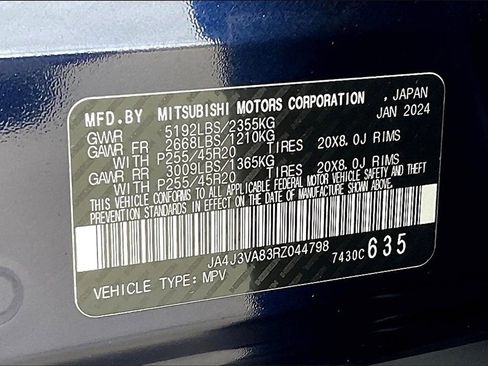 MFD.BY MITSUBISHI MOTORS CORPORATION , JAPAN
JAN 2024
GVWR 5192LBS/2355KG
GAWR FR 2668LBS/1210KG
WITH P255/45R20 TIRES 20X8.0J RIMS
GAWR RR 3009LBS/1365KG
WITH P255/45R20 TIRES 20X8.0J RIMS
THIS VEHICLE CONFORMS TO ALL APPLICABLE FEDERAL MOTOR VEHICLE SAFETY AND THEFT
PREVENTION STANDARDS IN EFFECT ON THE DATE OF MANUFACTURE SHOWN ABOVE.
JA4J3VA83RZ044798
7430C635
VEHICLE TYPE: MPV